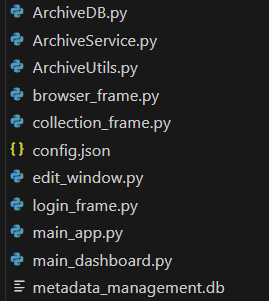 ArchiveDB.py
ArchiveService.py
ArchiveUtils.py
browser_frame.py
collection_frame.py
config.json
edit_window.py
login_frame.py
main_app.py
main_dashboard.py
metadata_management.db